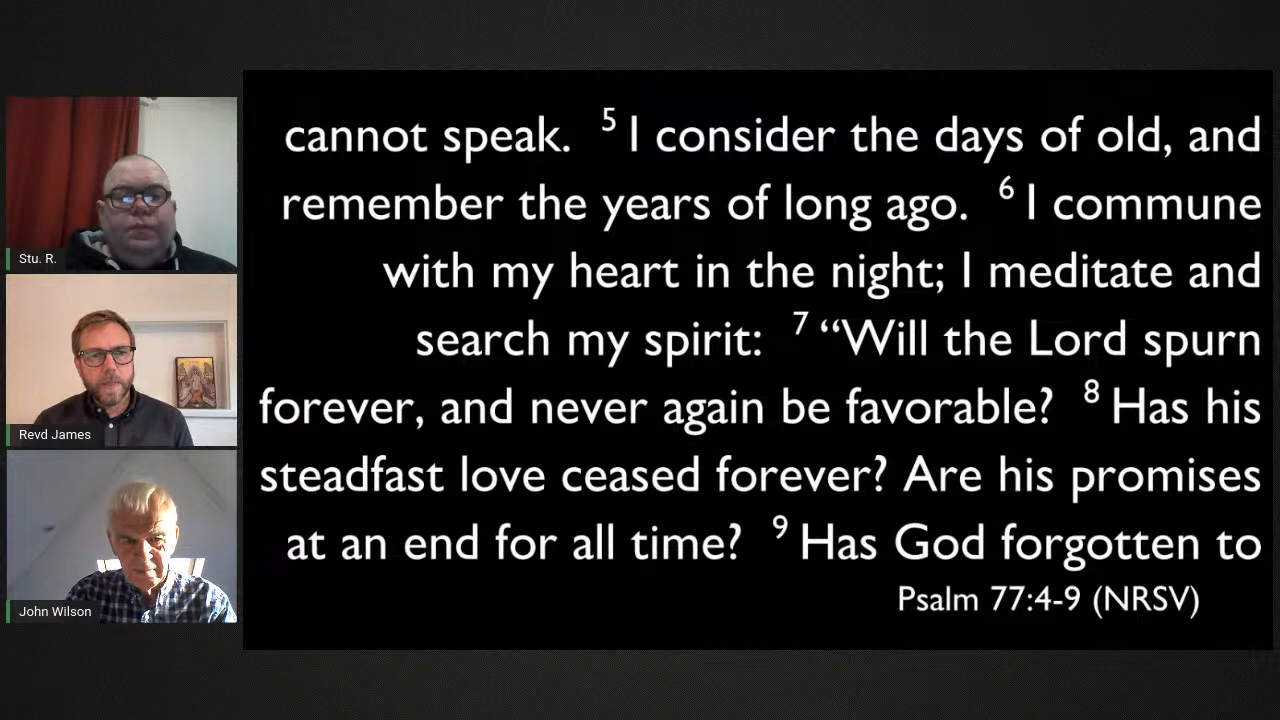 Stu. R.
Revd James
John Wilson
cannot speak. 5 I consider the days of old, and
remember the years of long ago. 6 I commune
with my heart in the night; I meditate and
search my spirit: 7 “Will the Lord spurn
forever, and never again be favorable? 8 Has his
steadfast love ceased forever? Are his promises
at an end for all time? 9 Has God forgotten to
Psalm 77:4-9 (NRSV)